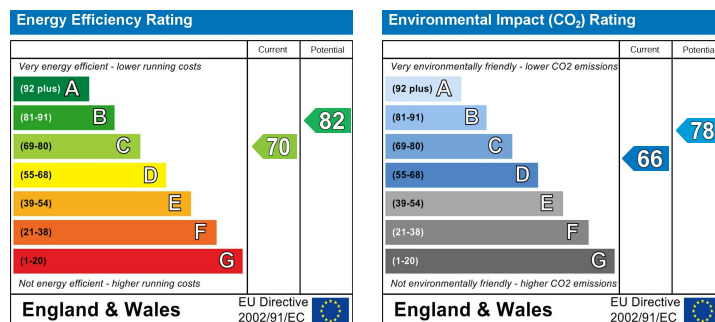 Energy Efficiency Rating
Current Potential
Very energy efficient - lower running costs
(92 plus) A
(81-91) B
82
(69-80) C
70
(55-68) D
(39-54) E
(21-38) F
(1-20) G
Not energy efficient - higher running costs
England & Wales
EU Directive
2002/91/EC
Environmental Impact (CO₂) Rating
Current Potential
Very environmentally friendly - lower CO2 emissions
(92 plus) A
(81-91) B
78
(69-80) C
66
(55-68) D
(39-54) E
(21-38) F
(1-20) G
Not environmentally friendly - higher CO2 emissions
England & Wales
EU Directive
2002/91/EC